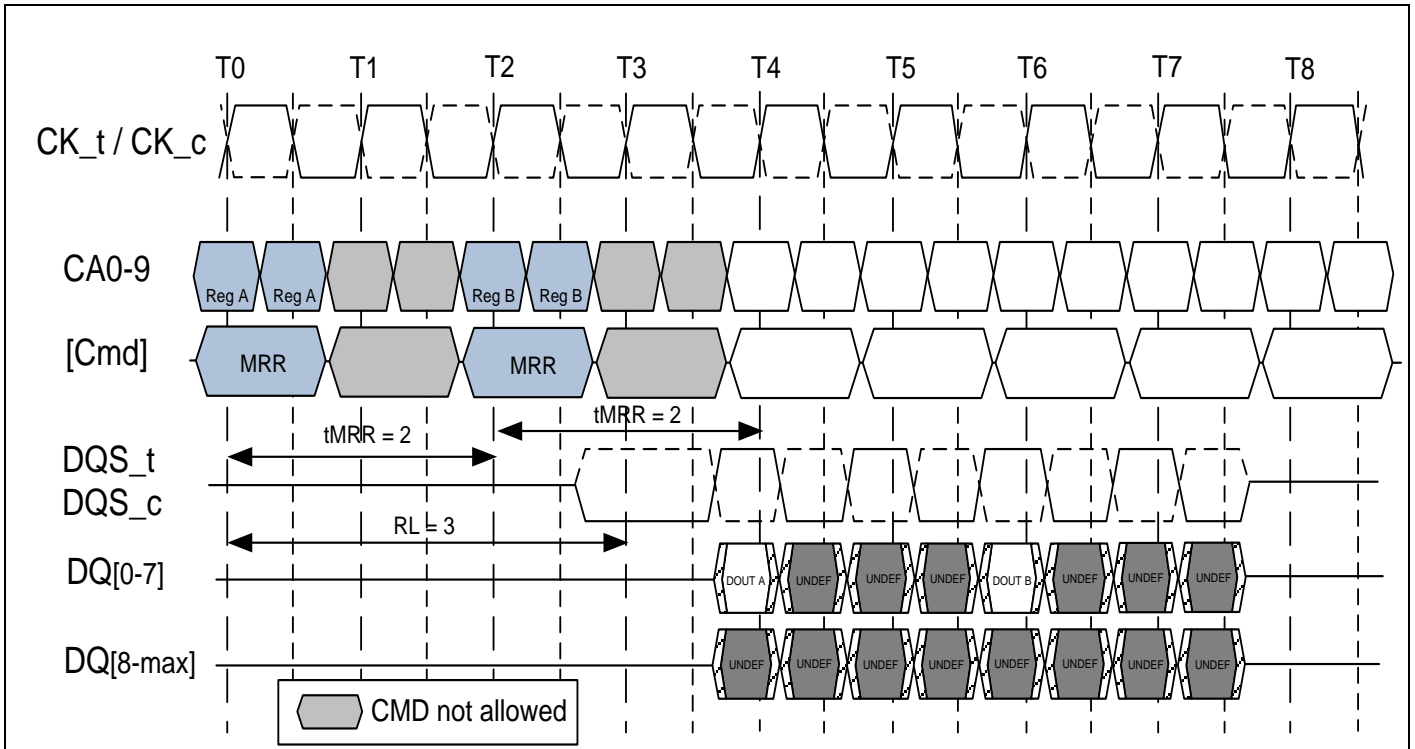 T0 T1 T2 T3 T4 T5 T6 T7 T8
CK_t / CK_c
CA0-9
Reg A Reg A Reg B Reg B
[Cmd]
MRR MRR
tMRR = 2
tMRR = 2
DQS_t
DQS_c
RL = 3
DQ[0-7]
DOUT A UNDEF UNDEF UNDEF DOUT B UNDEF UNDEF UNDEF
DQ[8-max]
UNDEF UNDEF UNDEF UNDEF UNDEF UNDEF UNDEF UNDEF
CMD not allowed